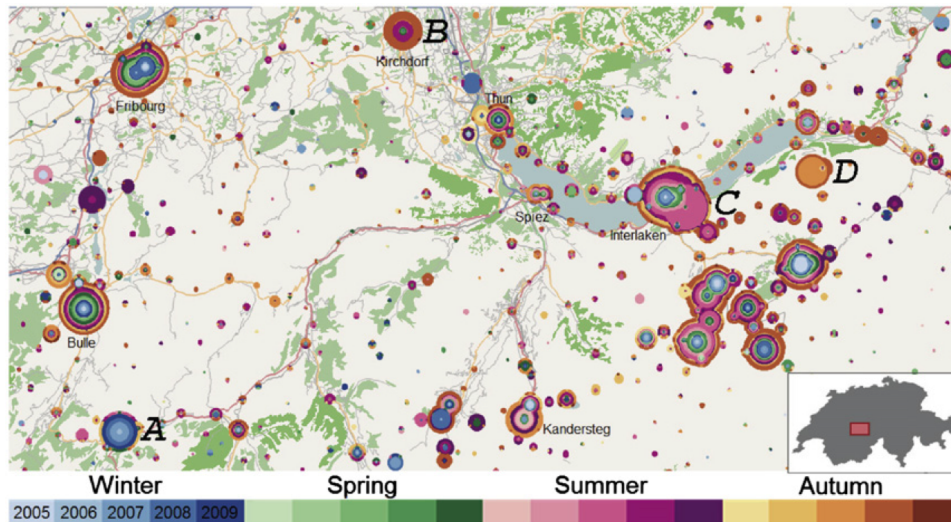 B
Kirchdorf
Fribourg
Thun
D
C
Spiez
Interlaken
Bulle
A
Kandersteg
Winter Spring Summer Autumn
2005 2006 2007 2008 2009